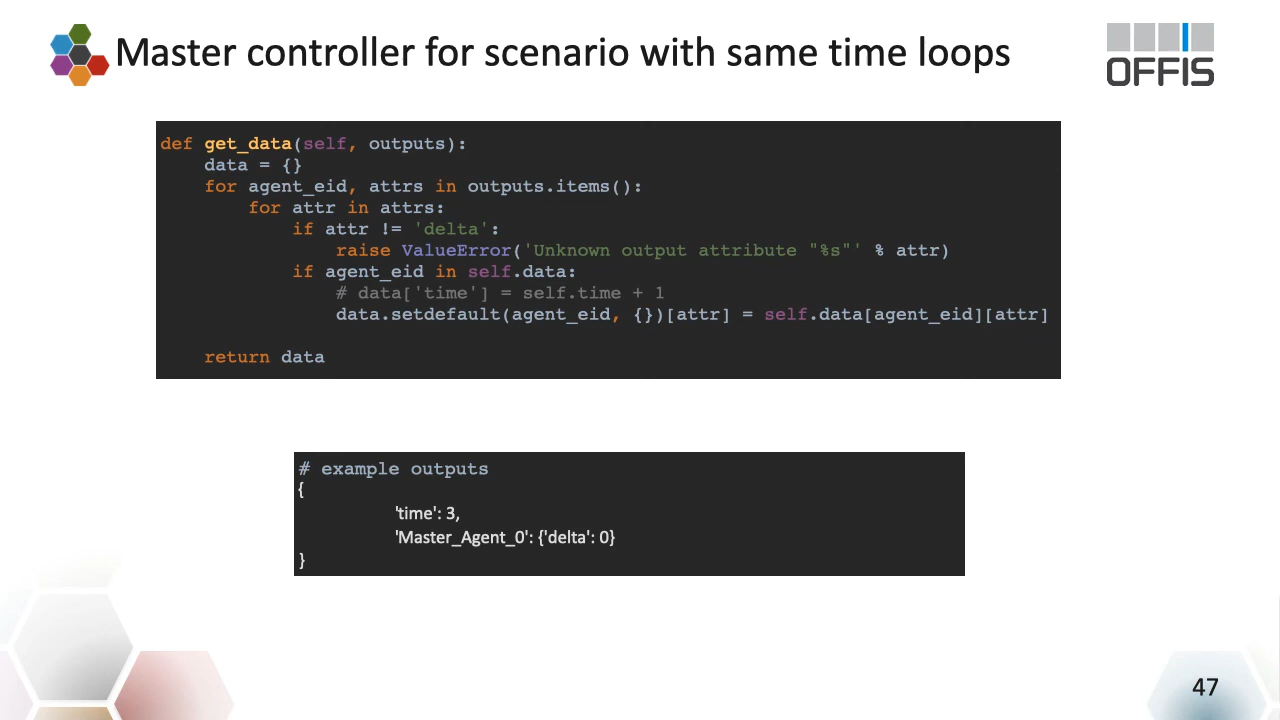 Master controller for scenario with same time loops
OFFIS
def get_data(self, outputs):
    data = {}
    for agent_eid, attrs in outputs.items():
        for attr in attrs:
            if attr != 'delta':
                raise ValueError('Unknown output attribute "%s"' % attr)
            if agent_eid in self.data:
                # data['time'] = self.time + 1
                data.setdefault(agent_eid, {})[attr] = self.data[agent_eid][attr]
    return data
# example outputs
{
'time': 3,
'Master_Agent_0': {'delta': 0}
}
47